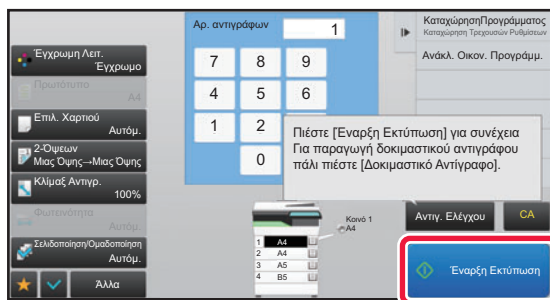 Αρ. αντιγράφων
1
ΚαταχώρησηΠρογράμματος
Καταχώρηση Τρεχουσών Ρυθμίσεων
Έγχρωμη Λειτ.
Έγχρωμο
7
8
9
Ανάκλ. Οικον. Προγράμμ.
Πρωτότυπο
A4
4
5
6
Επιλ. Χαρτιού
Αυτόμ.
1
2
Πιέστε [Έναρξη Εκτύπωση] για συνέχεια
Για παραγωγή δοκιμαστικού αντιγράφου
πάλι πιέστε [Δοκιμαστικό Αντίγραφο].
2-Όψεων
Μιας Όψης→Μιας Όψης
0
Κλίμαξ Αντιγρ.
100%
Φωτεινότητα
Αυτόμ.
Κοινό 1
A4
Αντιγ. Ελέγχου
CA
Σελιδοποίηση/Ομαδοποίηση
Αυτόμ.
1 A4
2 A4
3 A5
4 B5
Έναρξη Εκτύπωση
Άλλα